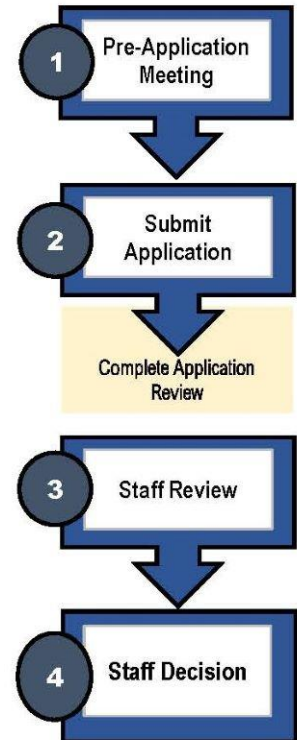 1
Pre-Application
Meeting
2
Submit
Application
Complete Application
Review
3
Staff Review
4
Staff Decision